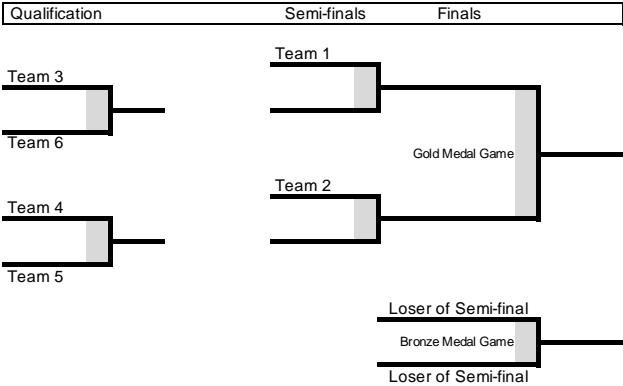 Qualification Semi-finals Finals
Team 1
Team 3
Team 6
Gold Medal Game
Team 2
Team 4
Team 5
Loser of Semi-final
Bronze Medal Game
Loser of Semi-final